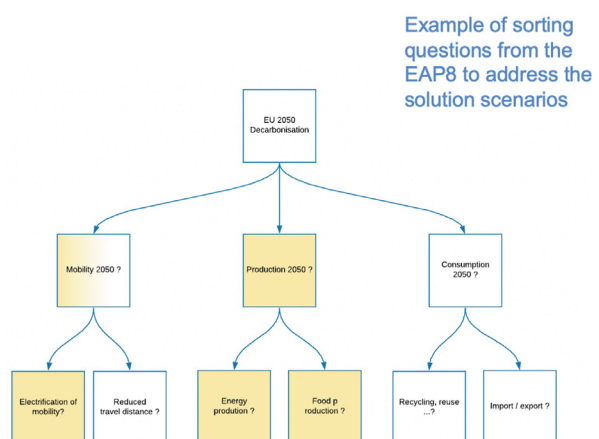 Example of sorting
questions from the
EAP8 to address the
solution scenarios
EU 2050
Decarbonisation
Mobility 2050 ?
Production 2050 ?
Consumption
2050 ?
Electrification of
mobility?
Reduced
travel distance ?
Energy
prodution ?
Food p
roduction ?
Recycling, reuse
...?
Import / export ?